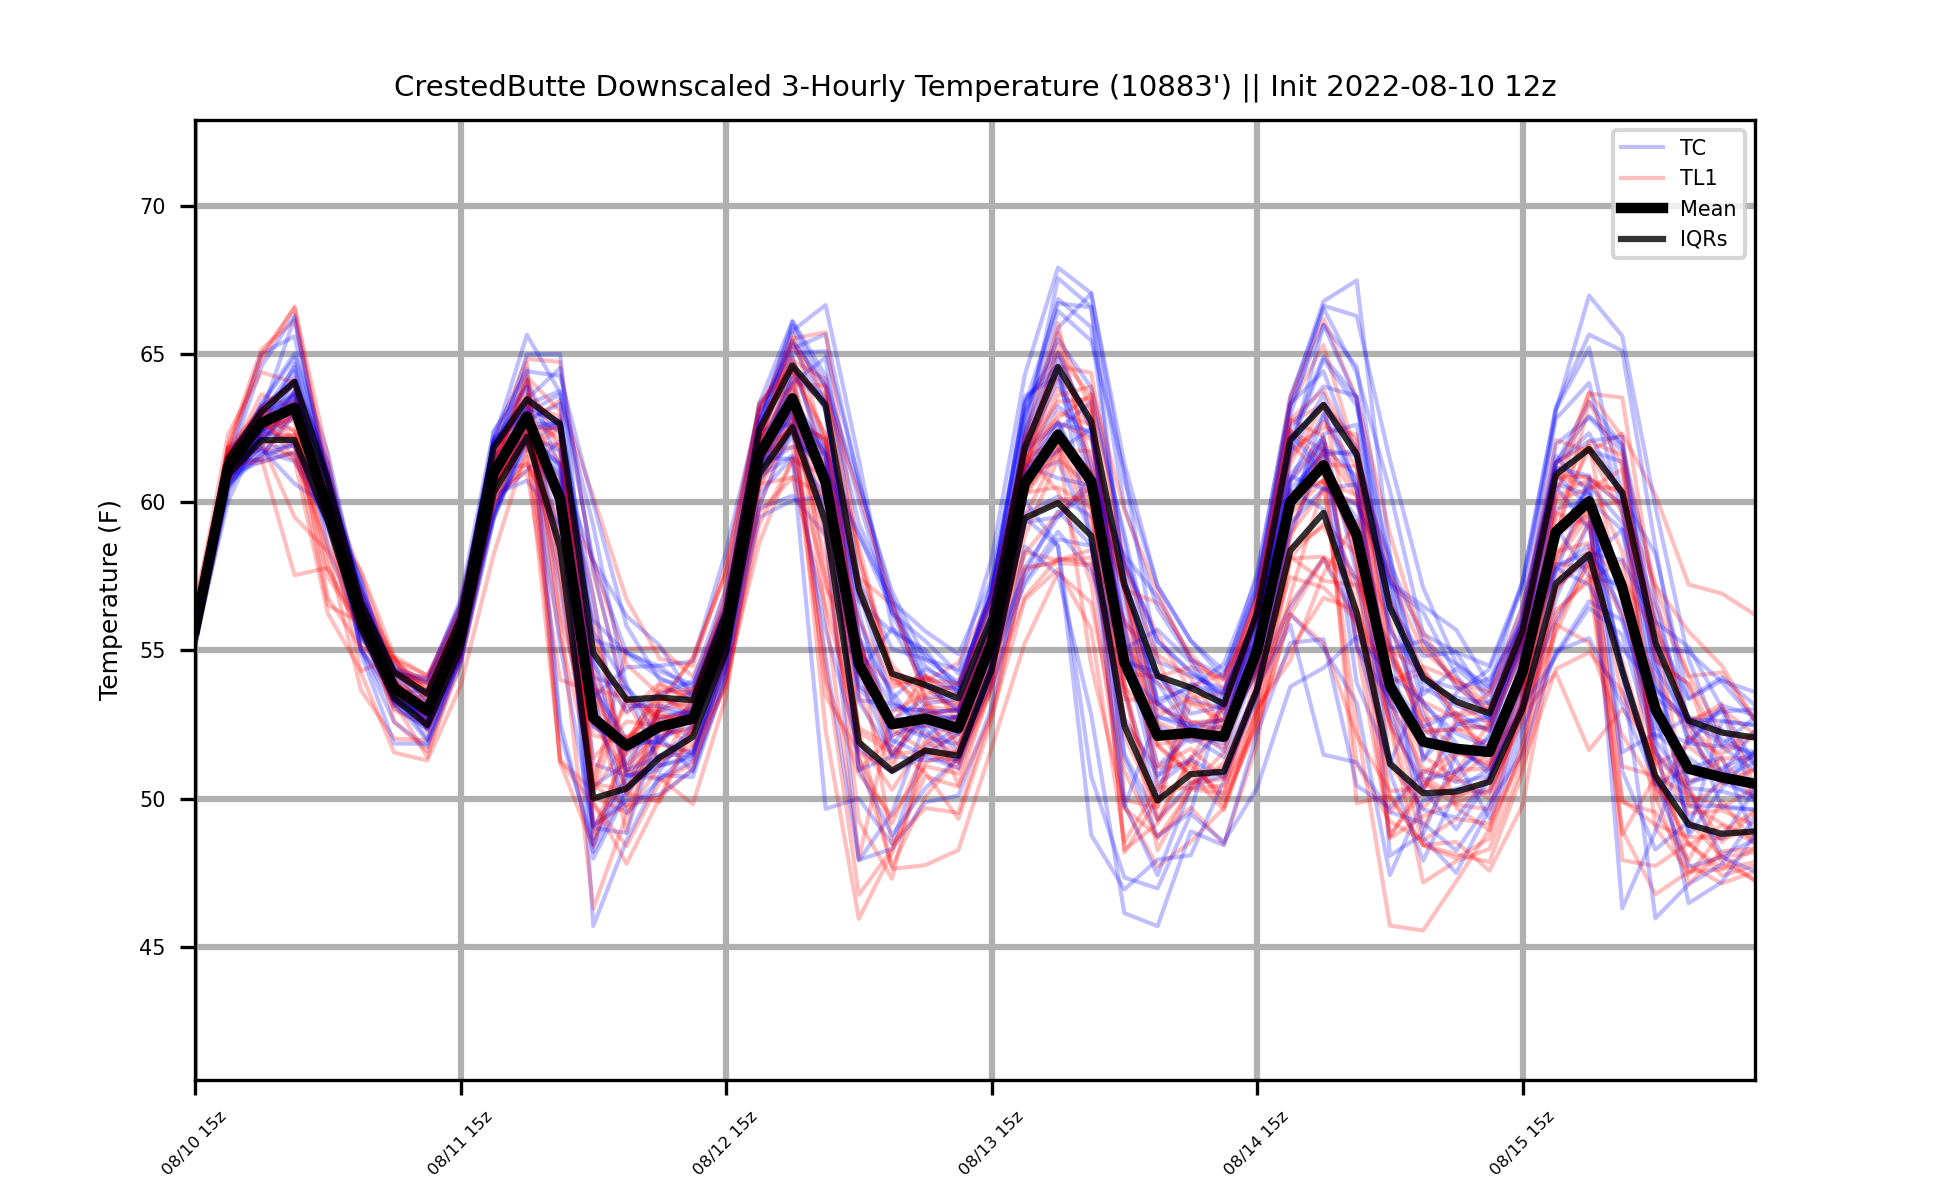 CrestedButte Downscaled 3-Hourly Temperature (10883') || Init 2022-08-10 12z
TC
TL1
Mean
IQRs
Temperature (F)
70
65
60
55
50
45
08/10 15z
08/11 15z
08/12 15z
08/13 15z
08/14 15z
08/15 15z